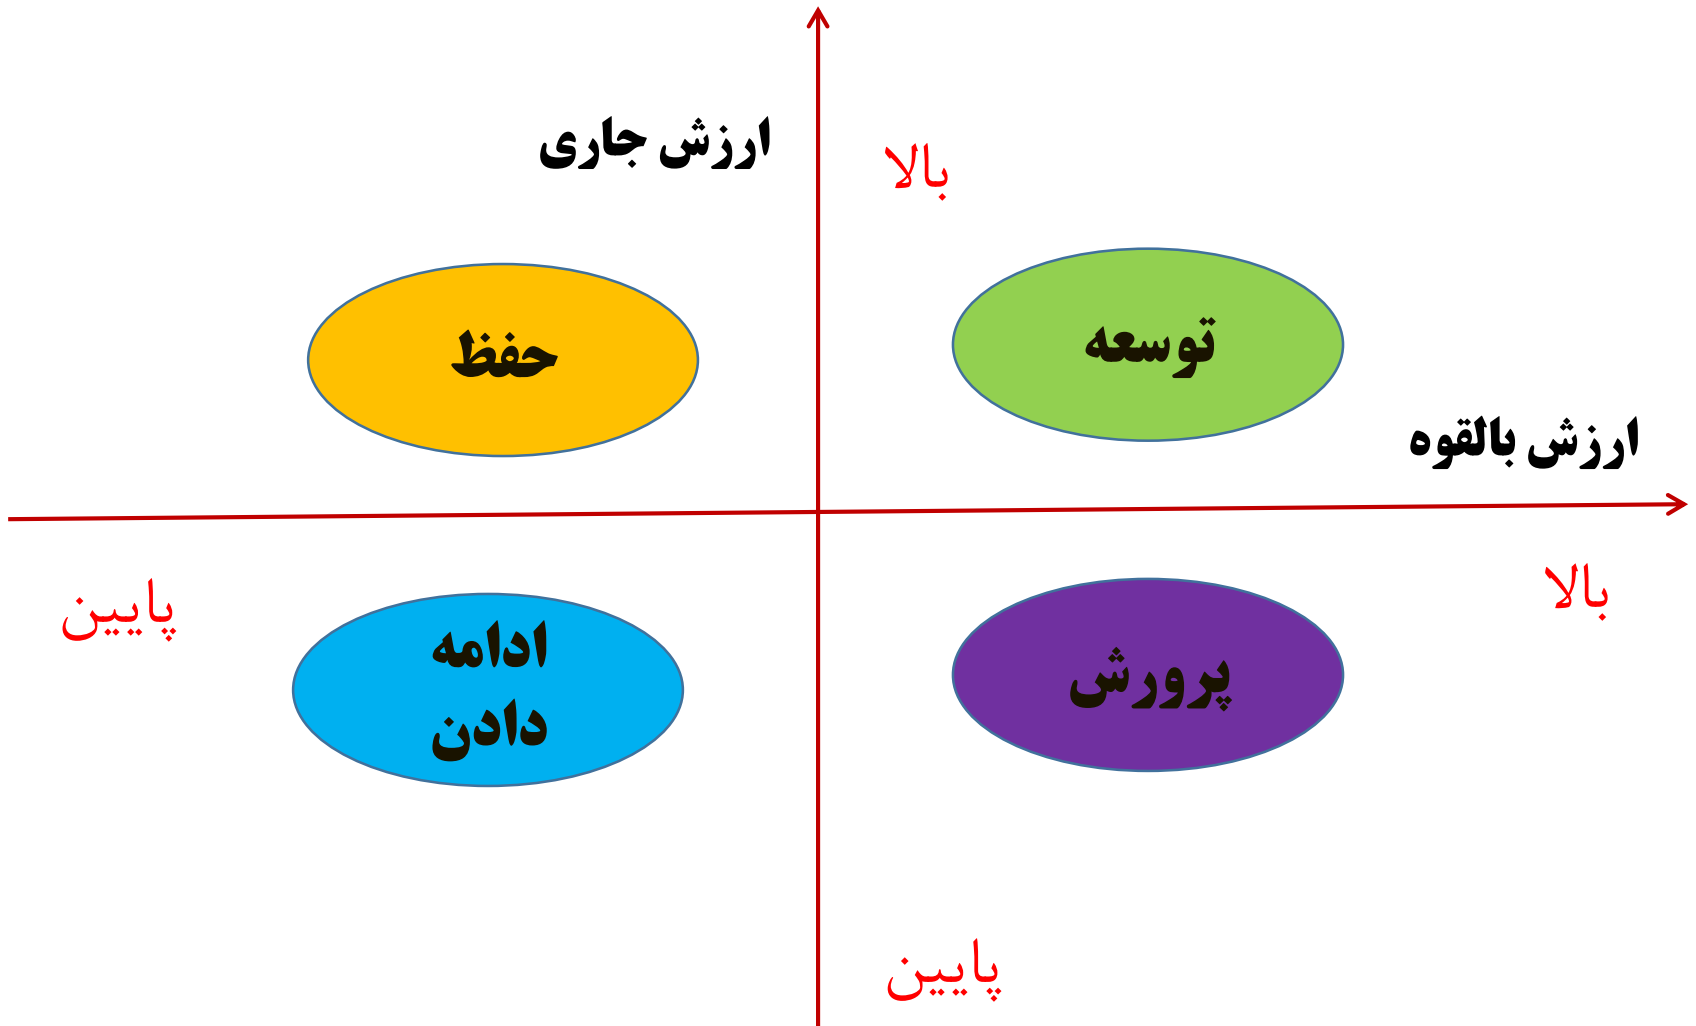 ارزش جاری
بالا
توسعه
حفظ
ارزش بالقوه
بالا
پایین
ادامه
دادن
پرورش
پایین